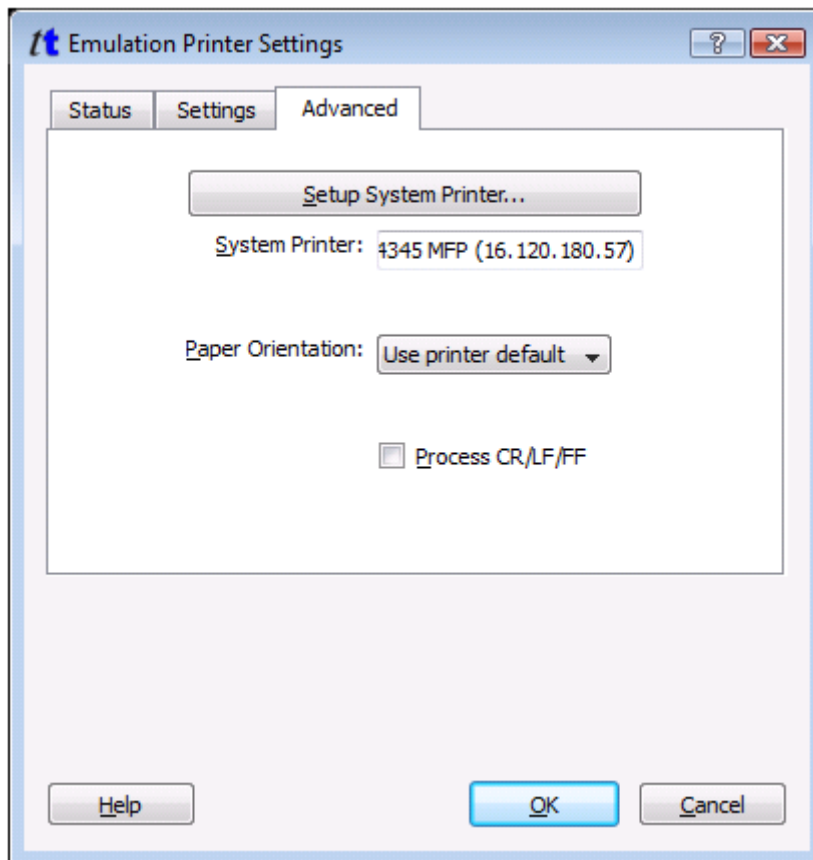 tt Emulation Printer Settings
?
Status Settings Advanced
Setup System Printer...
System Printer: 4345 MFP (16.120.180.57)
Paper Orientation: Use printer default
Process CR/LF/FF
Help OK Cancel